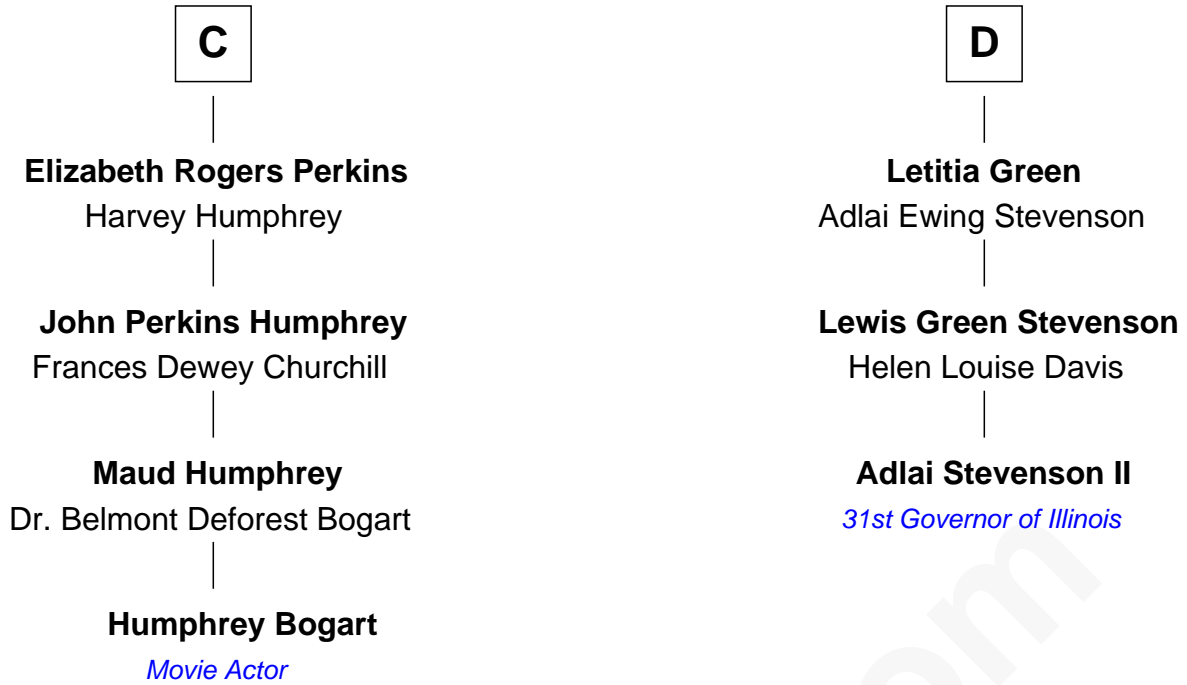 C
Elizabeth Rogers Perkins
Harvey Humphrey
John Perkins Humphrey
Frances Dewey Churchill
Maud Humphrey
Dr. Belmont Deforest Bogart
Humphrey Bogart
Movie Actor
D
Letitia Green
Adlai Ewing Stevenson
Lewis Green Stevenson
Helen Louise Davis
Adlai Stevenson II
31st Governor of Illinois